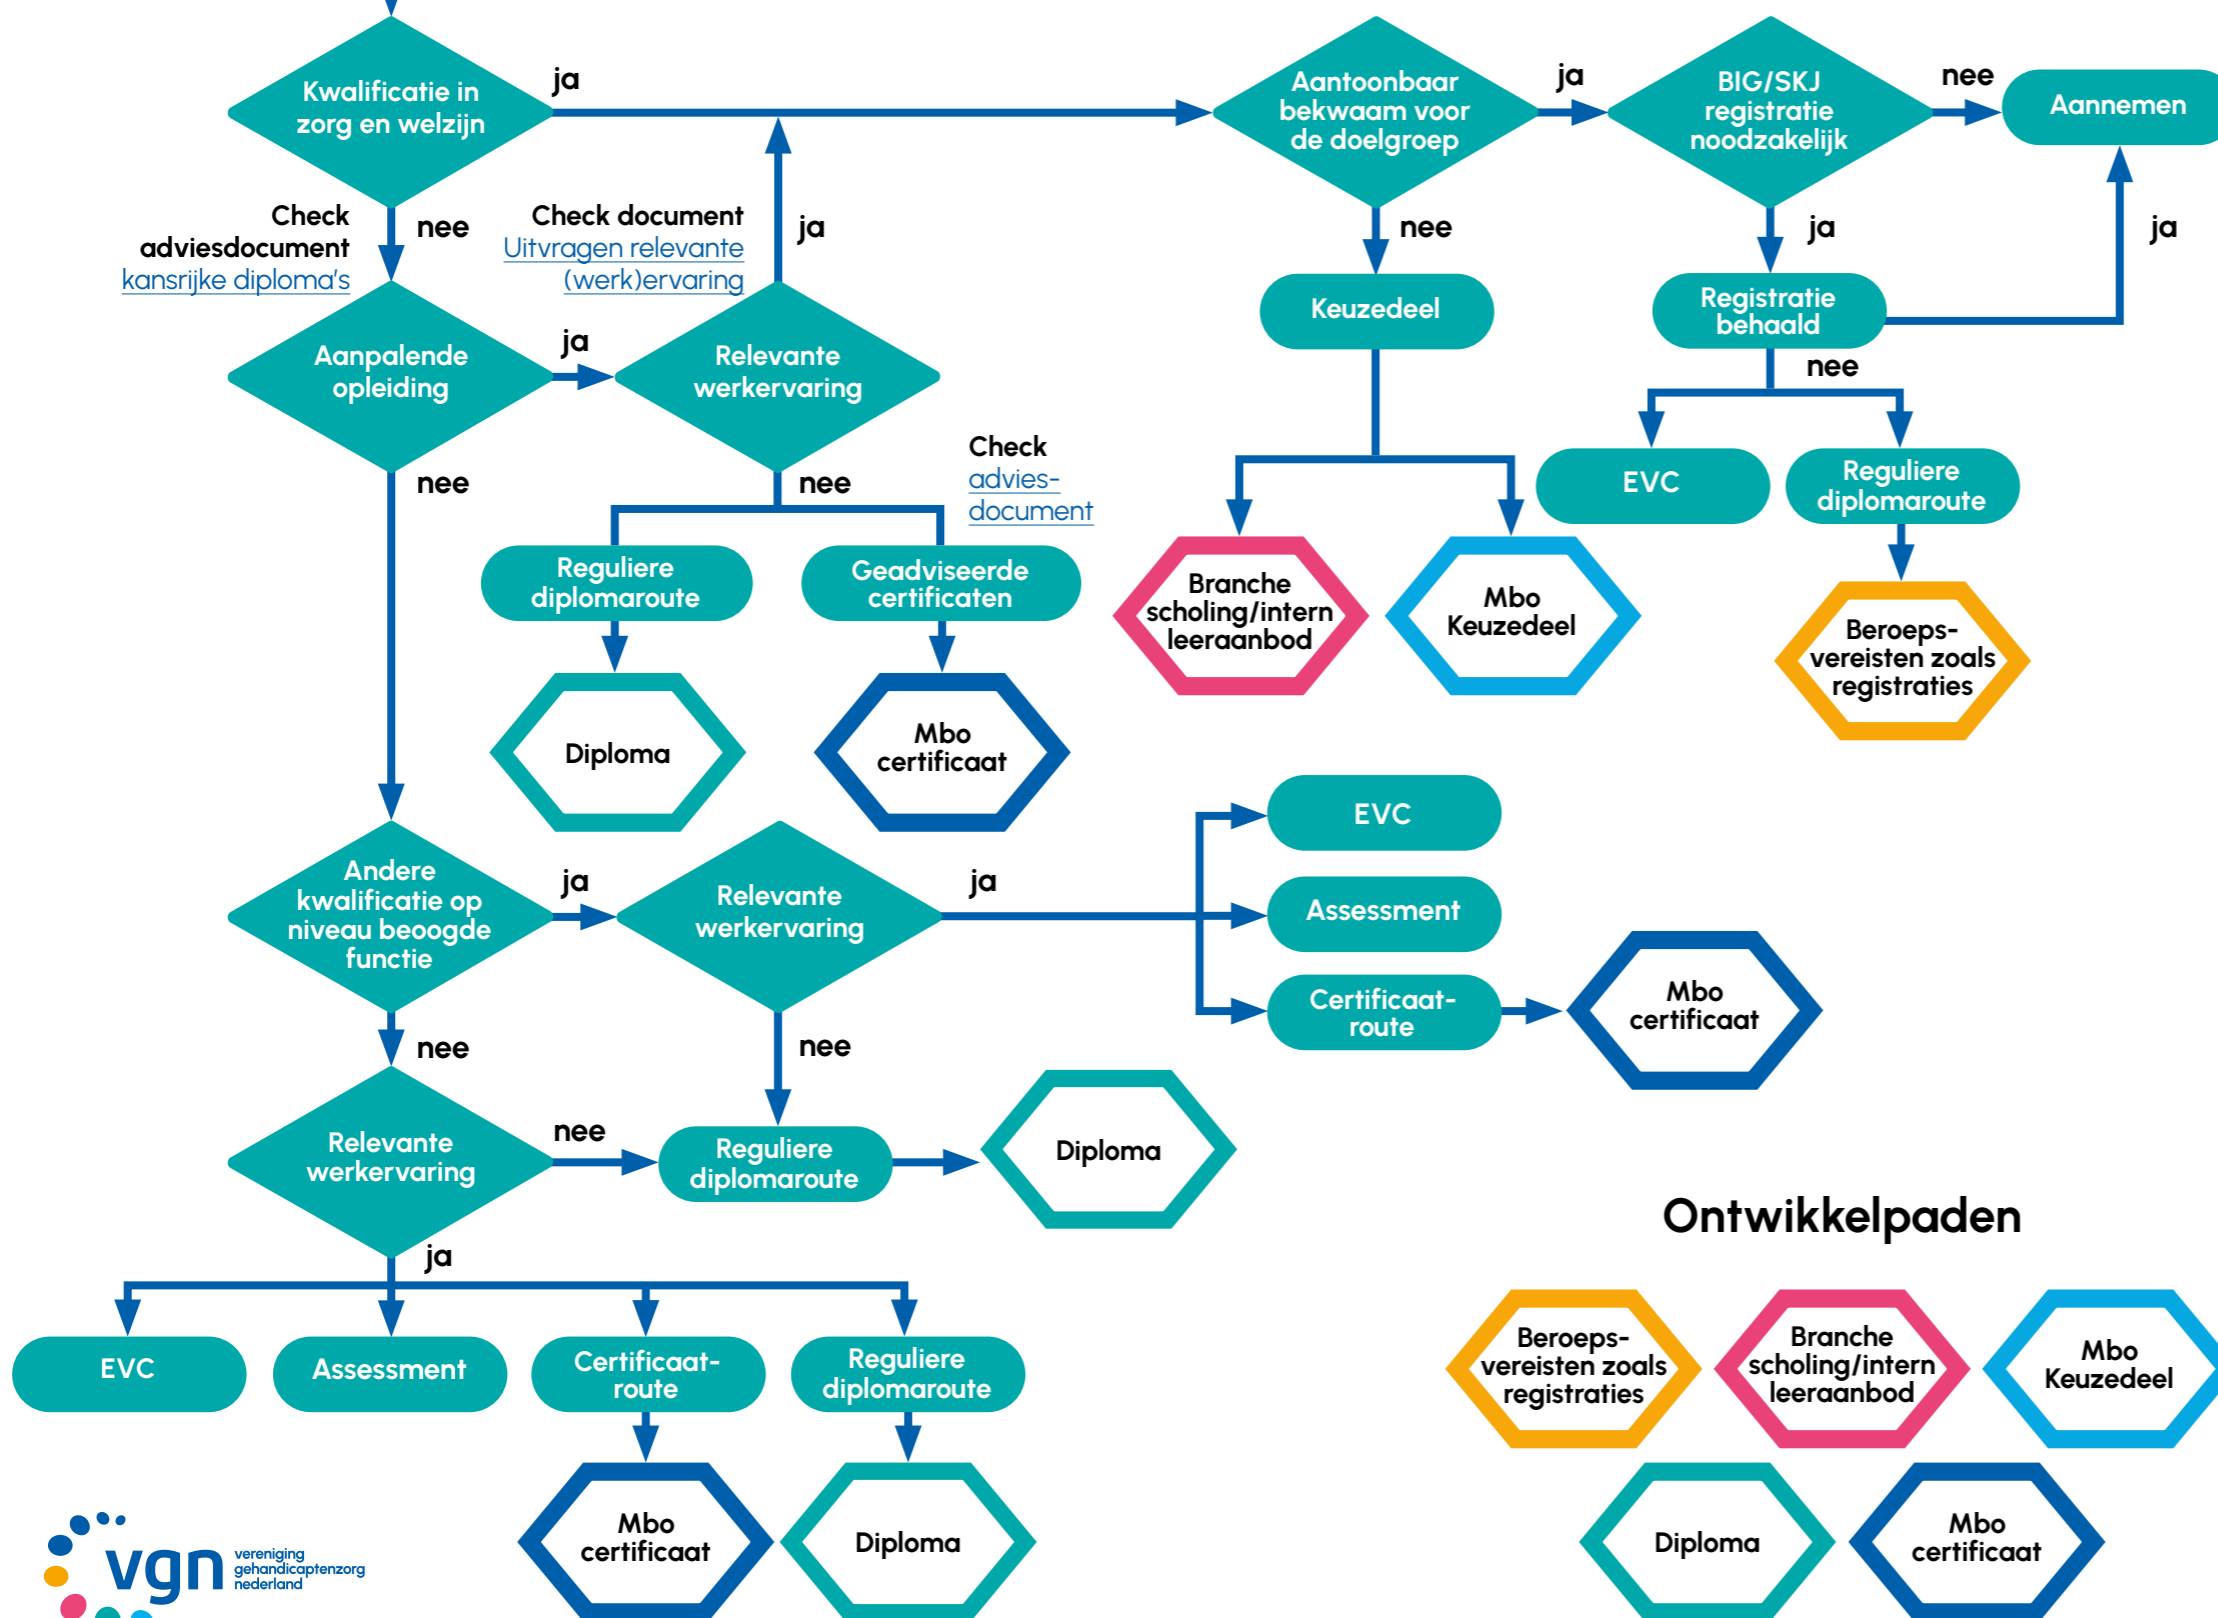 Kwalificatie in
zorg en welzijn
ja
Aantoonbaar
bekwaam voor
de doelgroep
ja
BIG/SKJ
registratie
noodzakelijk
nee
Aannemen
Check
adviesdocument
kansrijke diploma's
nee
Check document
Uitvragen relevante
(werk)ervaring
ja
nee
ja
ja
Keuzedeel
Registratie
behaald
Aanpalende
opleiding
ja
Relevante
werkervaring
nee
nee
nee
Check
advies-
document
EVC
Reguliere
diplomaroute
Reguliere
diplomaroute
Geadviseerde
certificaten
Branche
scholing/intern
leeraanbod
Mbo
Keuzedeel
Beroeps-
vereisten zoals
registraties
Diploma
Mbo
certificaat
Andere
kwalificatie op
niveau beoogde
functie
ja
Relevante
werkervaring
ja
EVC
Assessment
Certificaat-
route
Mbo
certificaat
nee
nee
Relevante
werkervaring
nee
Reguliere
diplomaroute
Diploma
ja
EVC
Assessment
Certificaat-
route
Reguliere
diplomaroute
Mbo
certificaat
Diploma
Ontwikkelpaden
Beroeps-
vereisten zoals
registraties
Branche
scholing/intern
leeraanbod
Mbo
Keuzedeel
Diploma
Mbo
certificaat
vgn
vereniging
gehandicaptenzorg
nederland